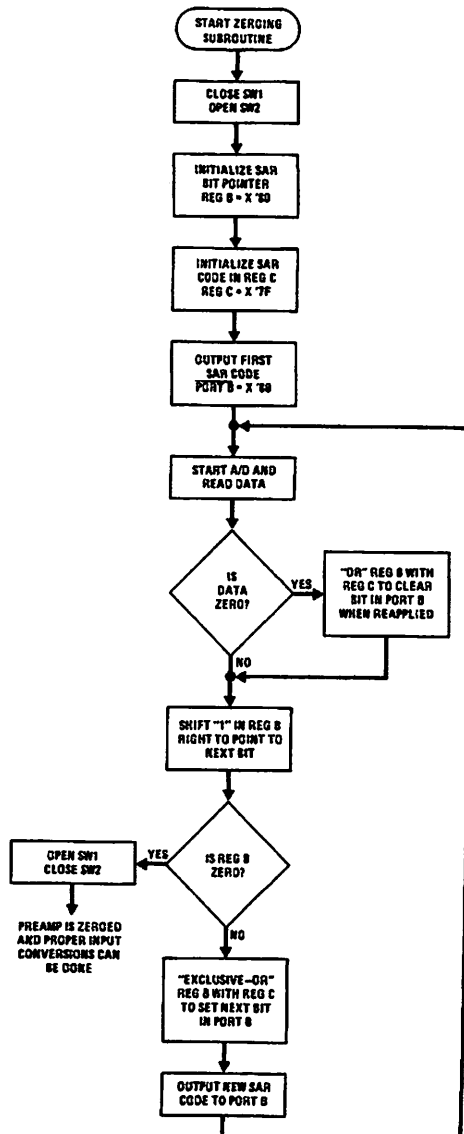 START ZEROING
SUBROUTINE
CLOSE SW1
OPEN SW2
INITIALIZE SAR
BIT POINTER
REG B = X '80
INITIALIZE SAR
CODE IN REG C
REG C = X '7F
OUTPUT FIRST
SAR CODE
PORT B = X '80
START A/D AND
READ DATA
IS
DATA
ZERO?
YES
"OR" REG B WITH
REG C TO CLEAR
BIT IN PORT B
WHEN REAPPLIED
NO
SHIFT "1" IN REG B
RIGHT TO POINT TO
NEXT BIT
IS REG B
ZERO?
YES
OPEN SW1
CLOSE SW2
PREAMP IS ZEROED
AND PROPER INPUT
CONVERSIONS CAN
BE DONE
NO
"EXCLUSIVE-OR"
REG B WITH REG C
TO SET NEXT BIT
IN PORT B
OUTPUT NEW SAR
CODE TO PORT B